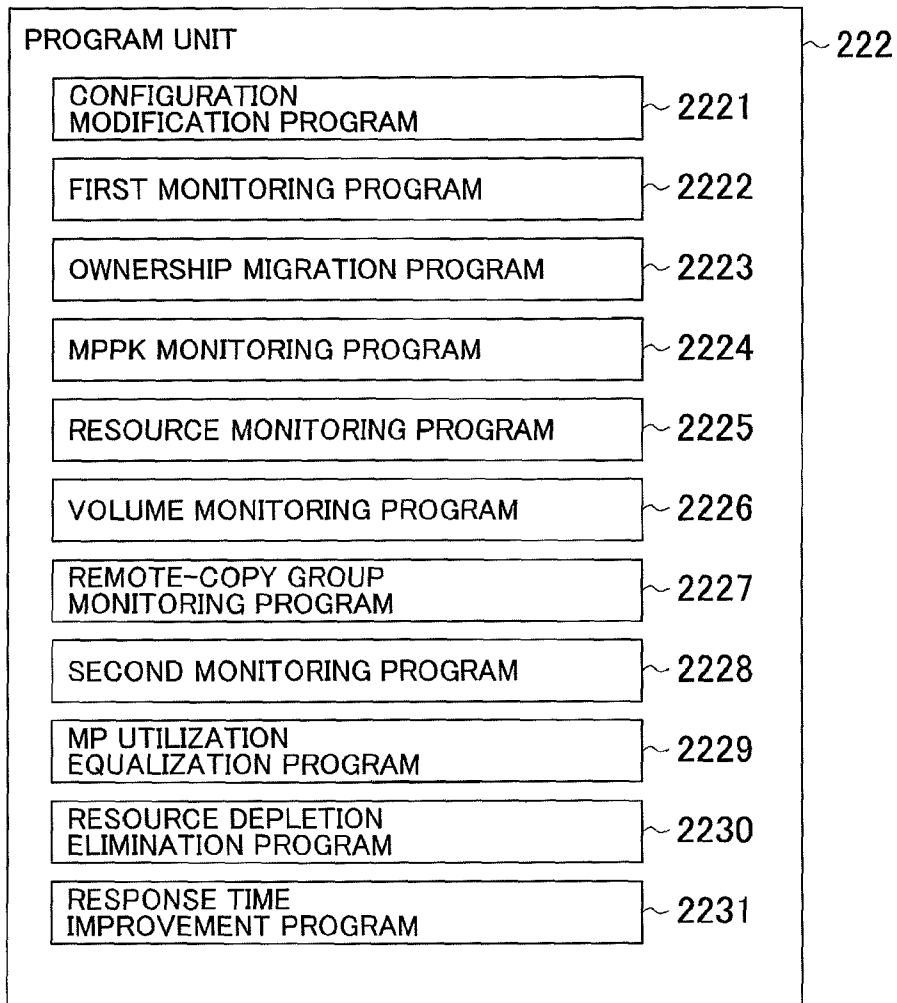 PROGRAM UNIT
222
CONFIGURATION
MODIFICATION PROGRAM
2221
FIRST MONITORING PROGRAM
2222
OWNERSHIP MIGRATION PROGRAM
2223
MPPK MONITORING PROGRAM
2224
RESOURCE MONITORING PROGRAM
2225
VOLUME MONITORING PROGRAM
2226
REMOTE-COPY GROUP
MONITORING PROGRAM
2227
SECOND MONITORING PROGRAM
2228
MP UTILIZATION
EQUALIZATION PROGRAM
2229
RESOURCE DEPLETION
ELIMINATION PROGRAM
2230
RESPONSE TIME
IMPROVEMENT PROGRAM
2231